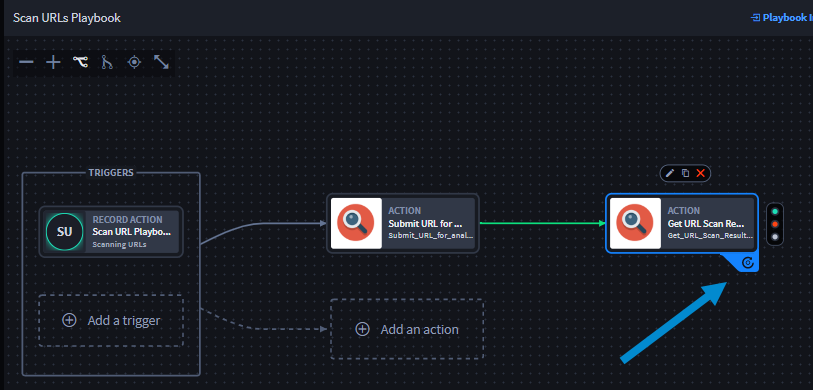 Scan URLs Playbook
Playbook
TRIGGERS
SU
RECORD ACTION
Scan URL Playbo...
Scanning URLs
Add a trigger
ACTION
Submit URL for ...
Submit_URL_for_anal...
Add an action
ACTION
Get URL Scan Re...
Get_URL_Scan_Result...